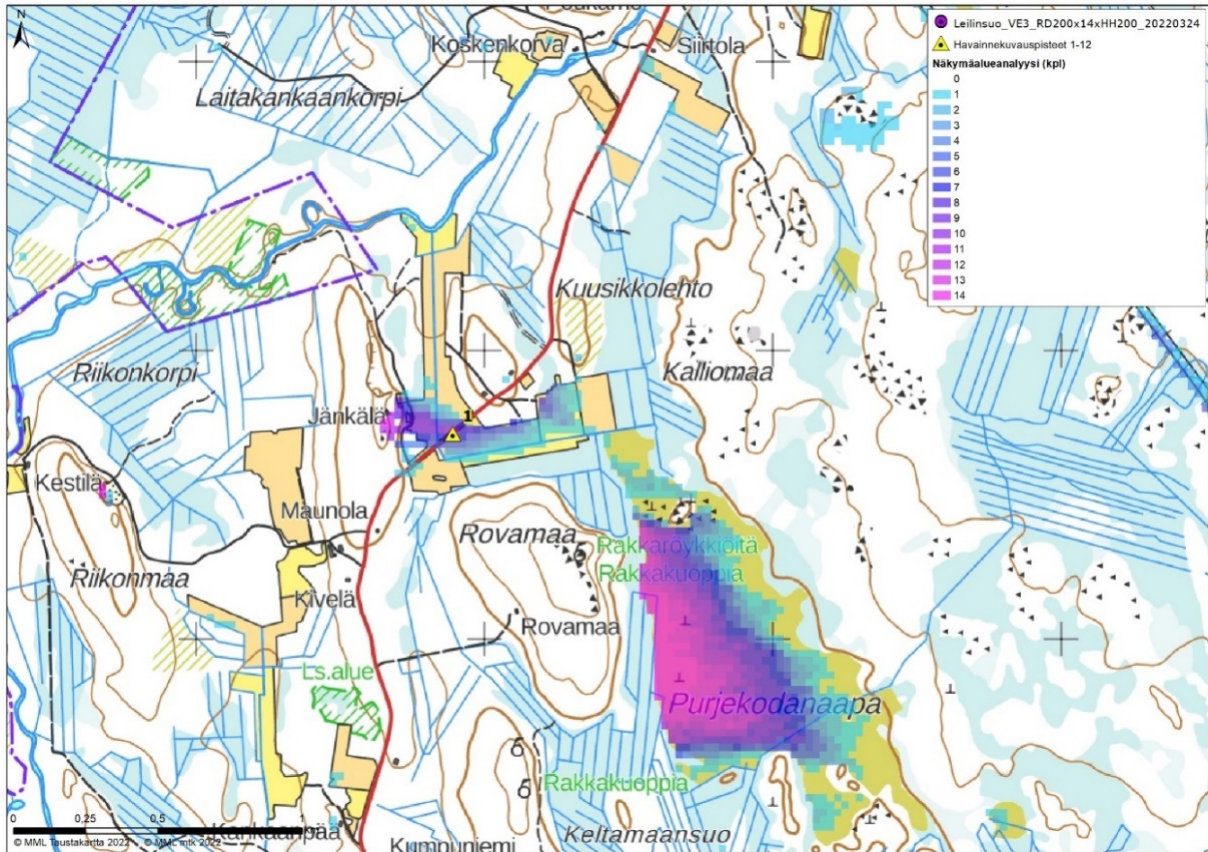 N
Koskenkorva
Siirtola
Laitakankaankorpi
Leilinsuo_VE3_RD200x14xHH200_20220324
Havainnekuvauspisteet 1-12
Näkymäalueanalyysi (kpl)
0
1
2
3
4
5
6
7
8
9
10
11
12
13
14
Kuusikkolehto
Riikonkorpi
Kalliomaa
Jänkälä
1
Kestilä
Maunola
Rovamaa
Rakkaröykkiöitä
Rakkakuoppia
Riikonmaa
Kivelä
Rovamaa
Ls.alue
Purjekodanaapa
Rakkakuoppia
Kankaanpää
Keltamaansuo
Kumpuniemi
0 0,25 0,5
© MML Taustakartta 2022 © MML mtk 2022